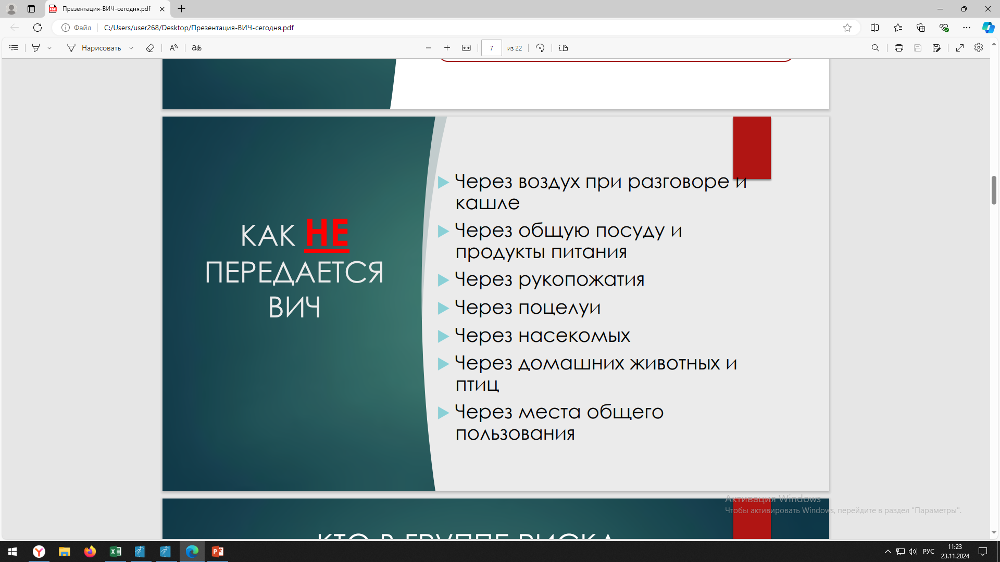 Презентация-ВИЧ-сегодня.pdf
Файл
C:/Users/user268/Desktop/Презентация-ВИЧ-сегодня.pdf
Нарисовать
7
из 22
КАК НЕ
ПЕРЕДАЕТСЯ
ВИЧ
Через воздух при разговоре и
кашле
Через общую посуду и
продукты питания
Через рукопожатия
Через поцелуи
Через насекомых
Через домашних животных и
птиц
Через места общего
пользования
Активация Windows
Чтобы активировать Windows, перейдите в раздел "Параметры".
КТО В ГРУППЕ РИСКА
РУС
11:23
23.11.2024